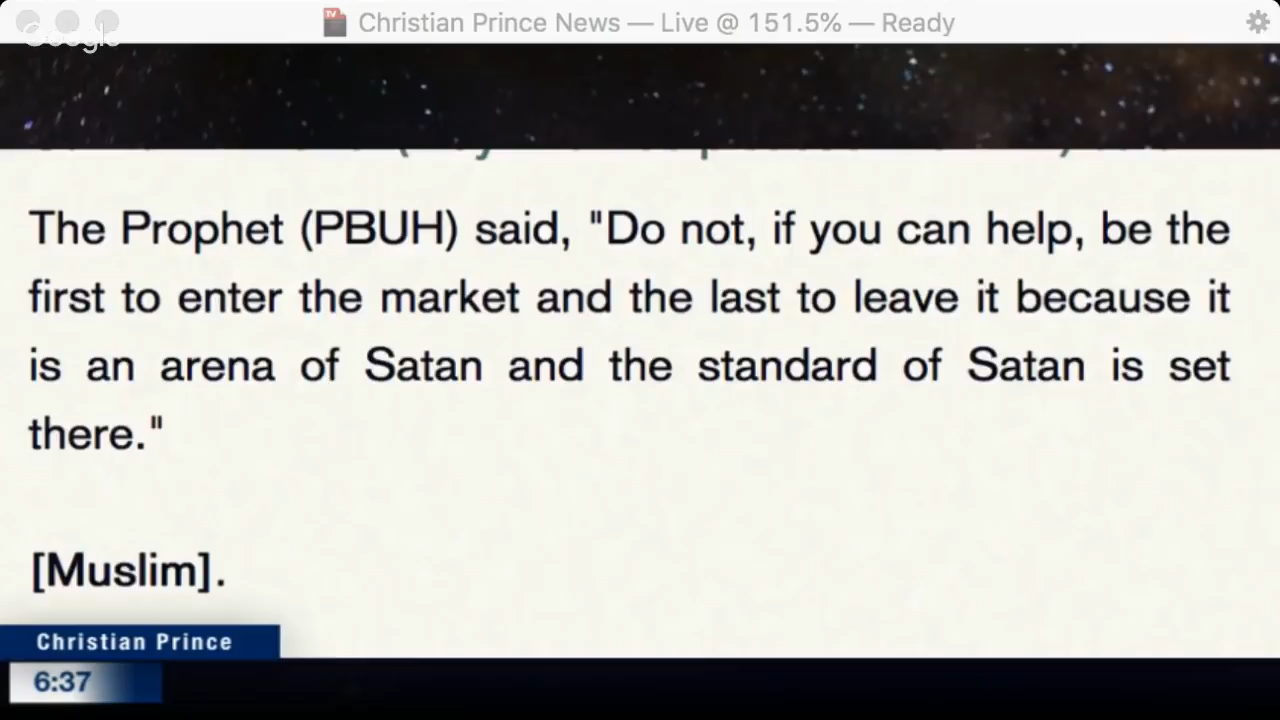 Christian Prince News — Live @ 151.5% — Ready
Google
The Prophet (PBUH) said, "Do not, if you can help, be the
first to enter the market and the last to leave it because it
is an arena of Satan and the standard of Satan is set
there."
[Muslim].
Christian Prince
6:37